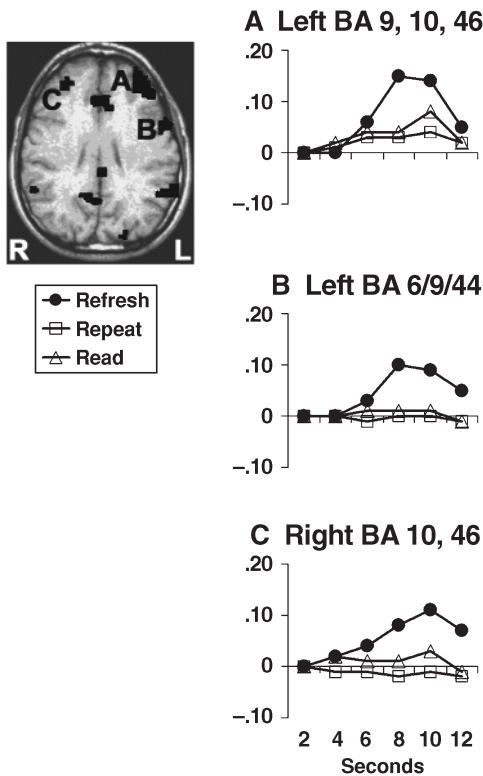 A Left BA 9, 10, 46
.20
.10
0
–.10
A
C
B
R
L
Refresh
Repeat
Read
B Left BA 6/9/44
.20
.10
0
–.10
C Right BA 10, 46
.20
.10
0
–.10
2 4 6 8 10 12
Seconds